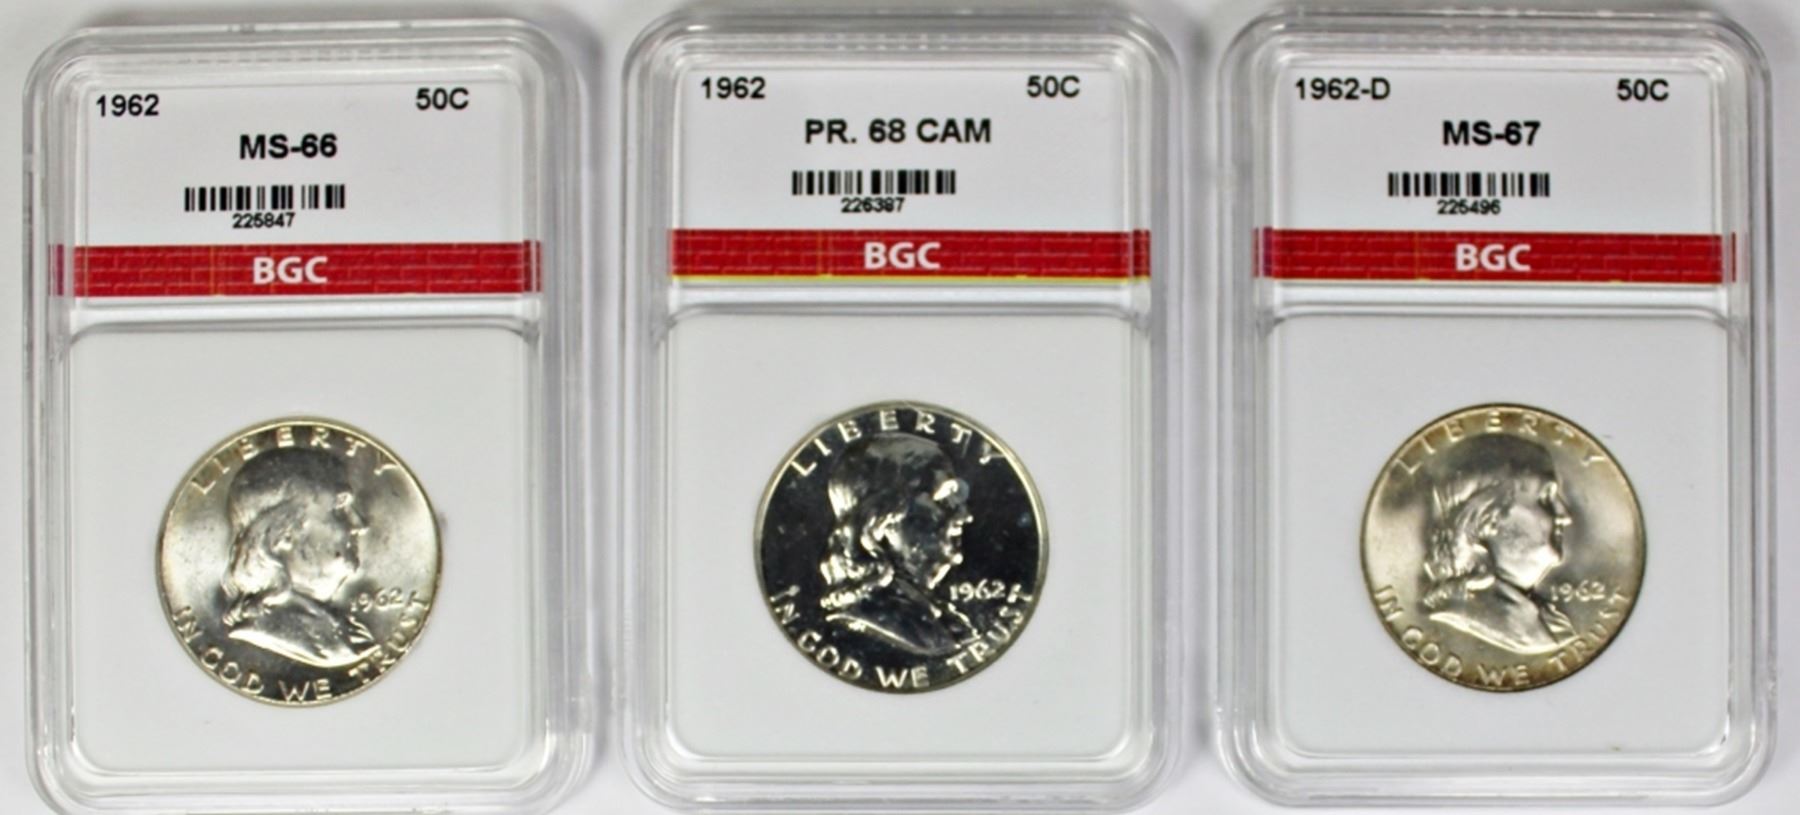 1962 50C
MS-66
225847
BGC
LIBERTY
1962
IN GOD WE TRUST
1962 50C
PR. 68 CAM
226387
BGC
LIBERTY
1962
IN GOD WE TRUST
1962-D 50C
MS-67
225496
BGC
LIBERTY
1962
IN GOD WE TRUST